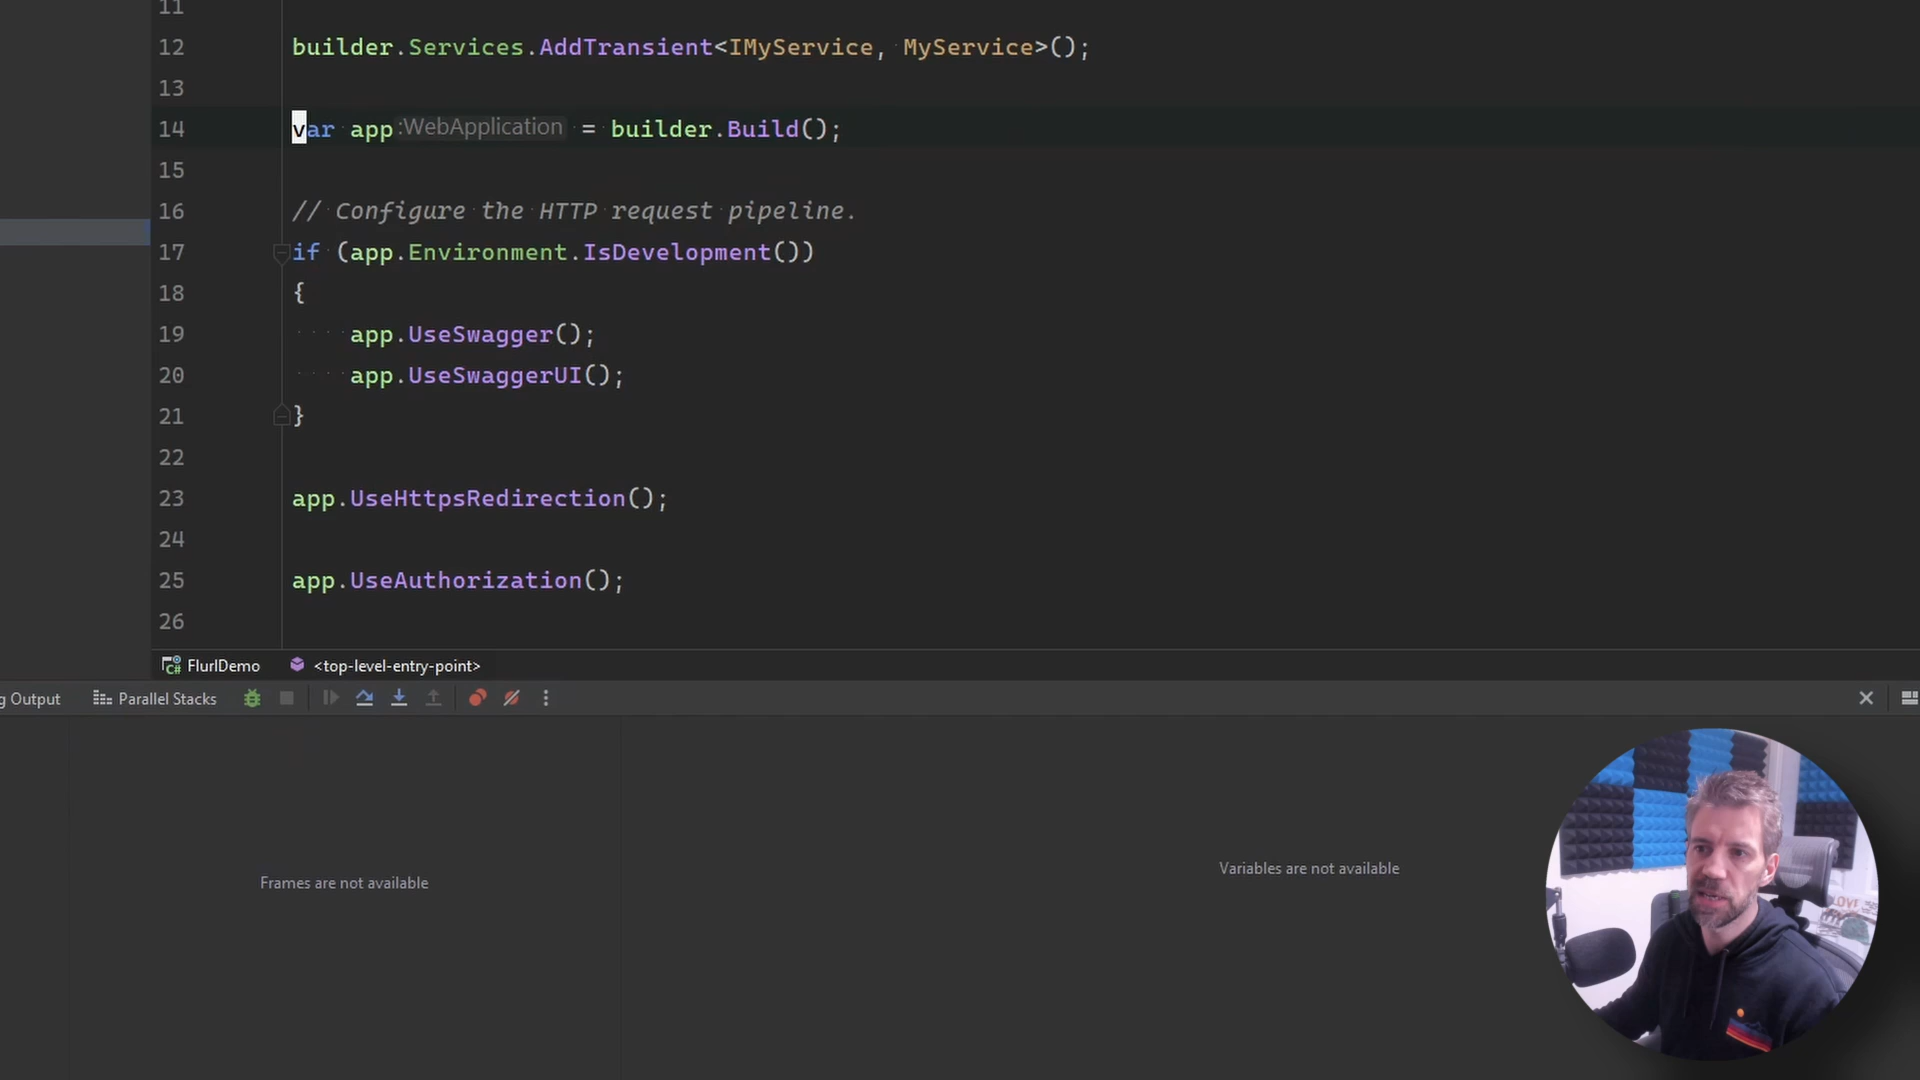 11
12 builder.Services.AddTransient<IMyService, MyService>();
13
14 var app :WebApplication = builder.Build();
15
16 // Configure the HTTP request pipeline.
17 if (app.Environment.IsDevelopment())
18 {
19 app.UseSwagger();
20 app.UseSwaggerUI();
21 }
22
23 app.UseHttpsRedirection();
24
25 app.UseAuthorization();
26
FlurlDemo <top-level-entry-point>
g Output Parallel Stacks
Frames are not available
Variables are not available